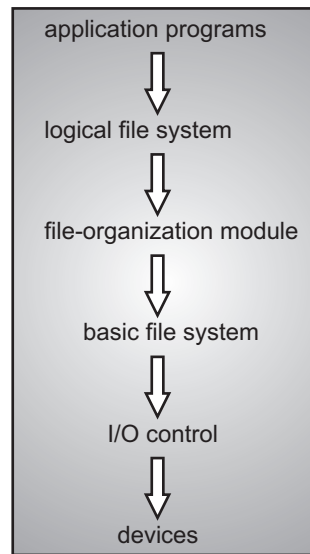 application programs
logical file system
file-organization module
basic file system
I/O control
devices